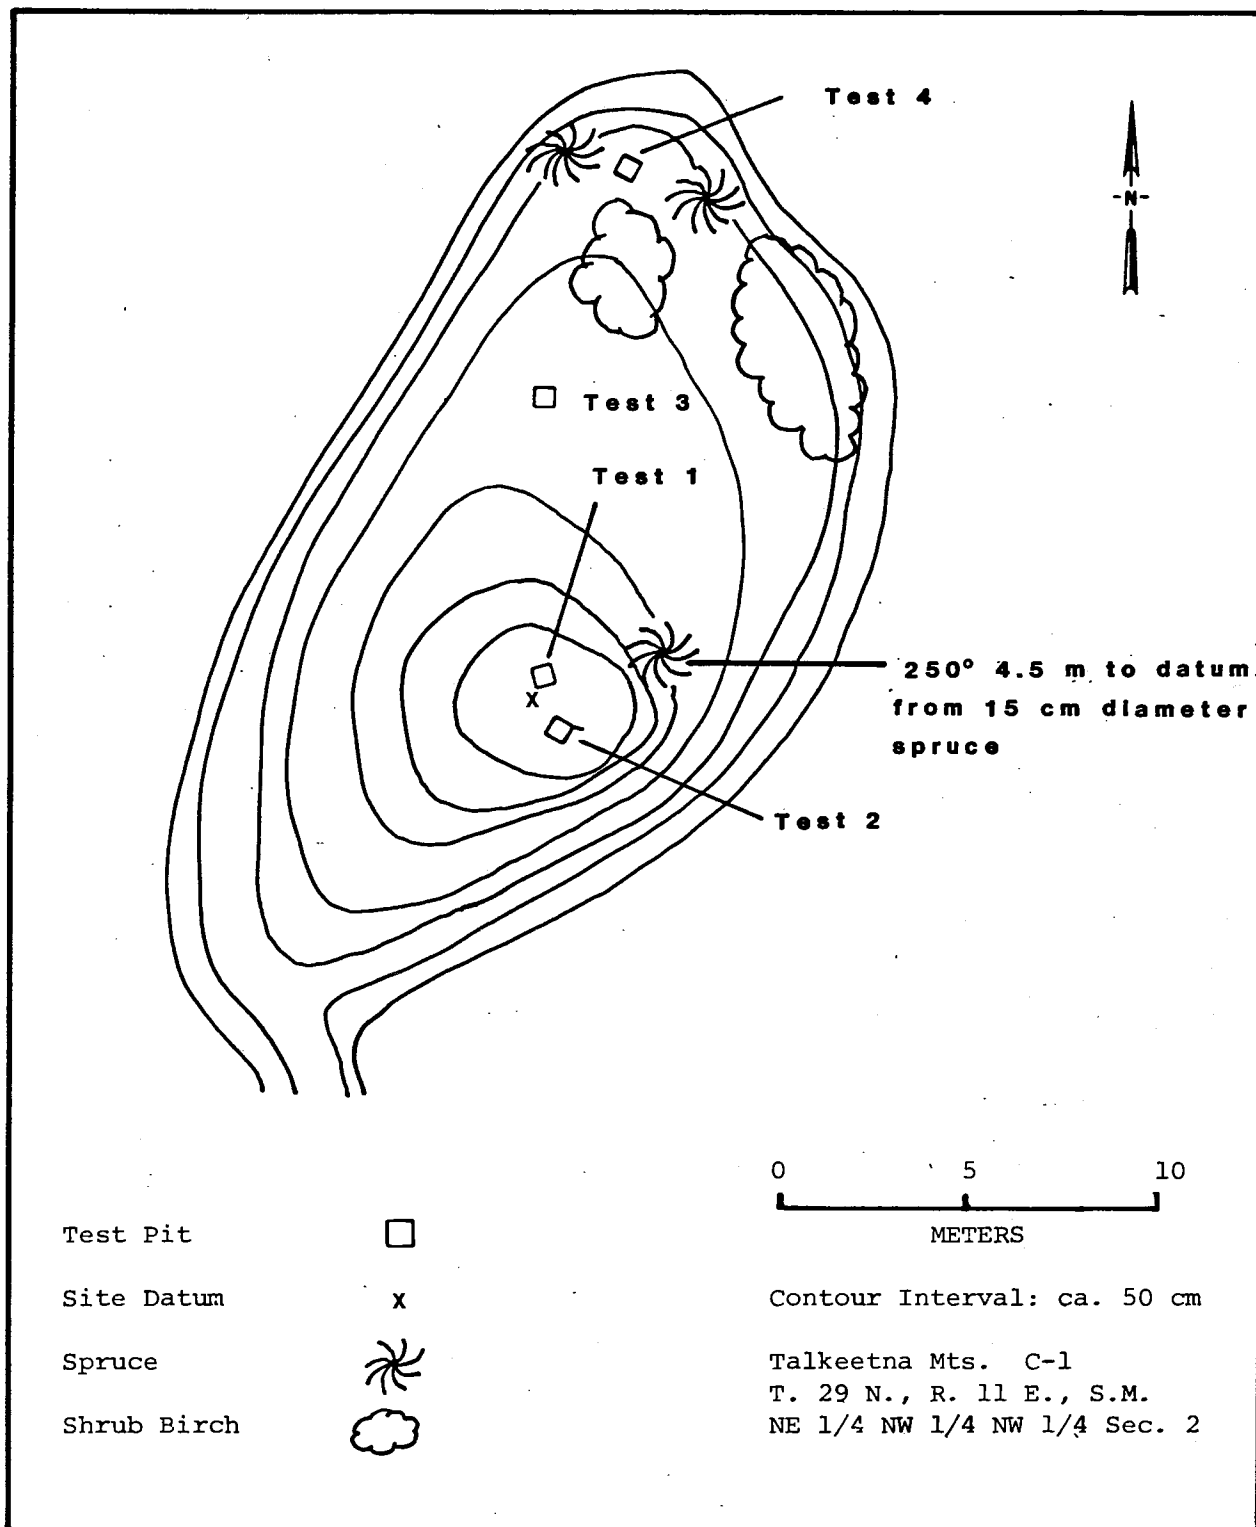 Test 4
-N-
Test 3
Test 1
250° 4.5 m to datum
from 15 cm diameter
spruce
Test 2
0 5 10
METERS
Test Pit
Site Datum x
Spruce
Shrub Birch
Contour Interval: ca. 50 cm
Talkeetna Mts. C-1
T. 29 N., R. 11 E., S.M.
NE 1/4 NW 1/4 NW 1/4 Sec. 2